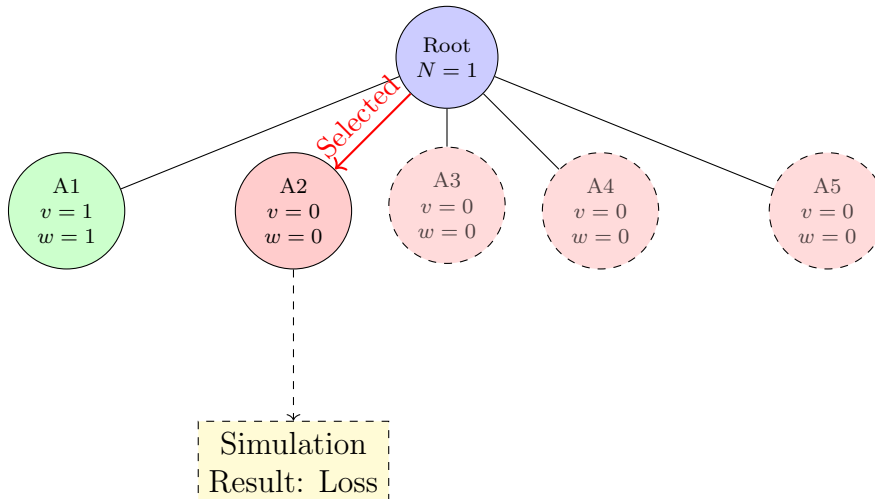 Root
N = 1
Selected
A1
v = 1
w = 1
A2
v = 0
w = 0
A3
v = 0
w = 0
A4
v = 0
w = 0
A5
v = 0
w = 0
Simulation
Result: Loss